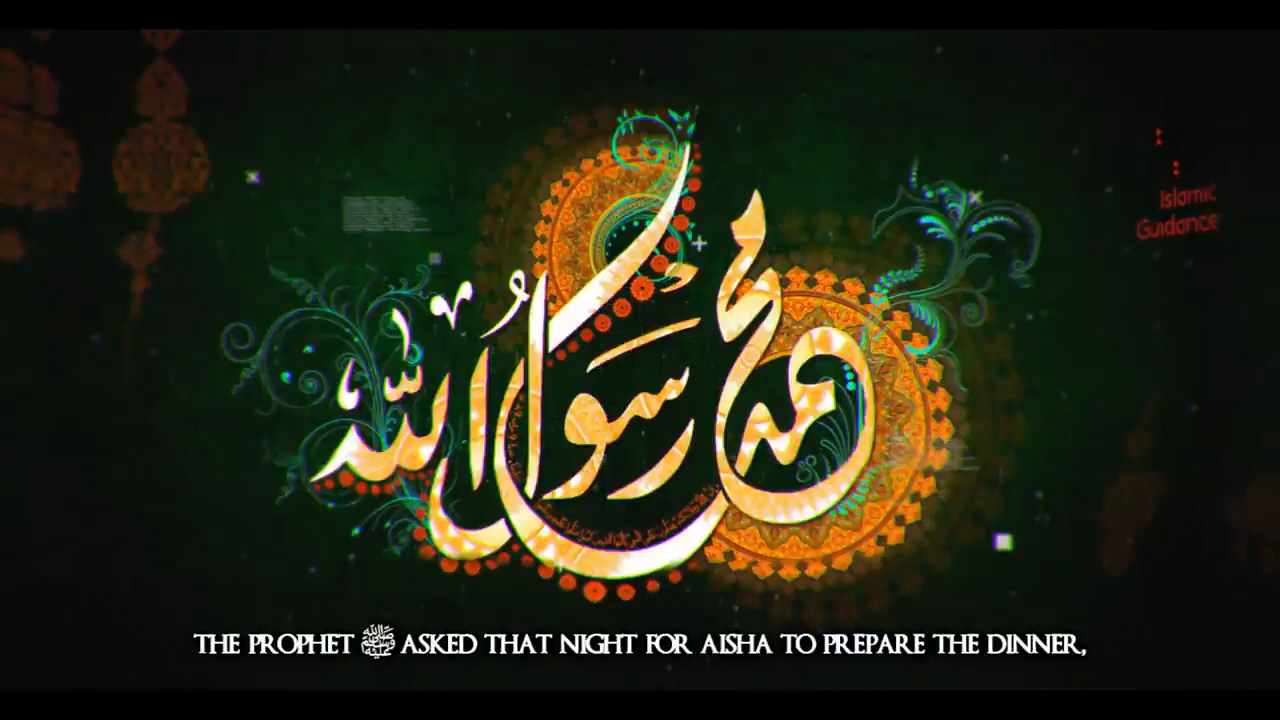 Islamic
Guidance
محمد رسول الله
THE PROPHET ﷺ ASKED THAT NIGHT FOR AISHA TO PREPARE THE DINNER,